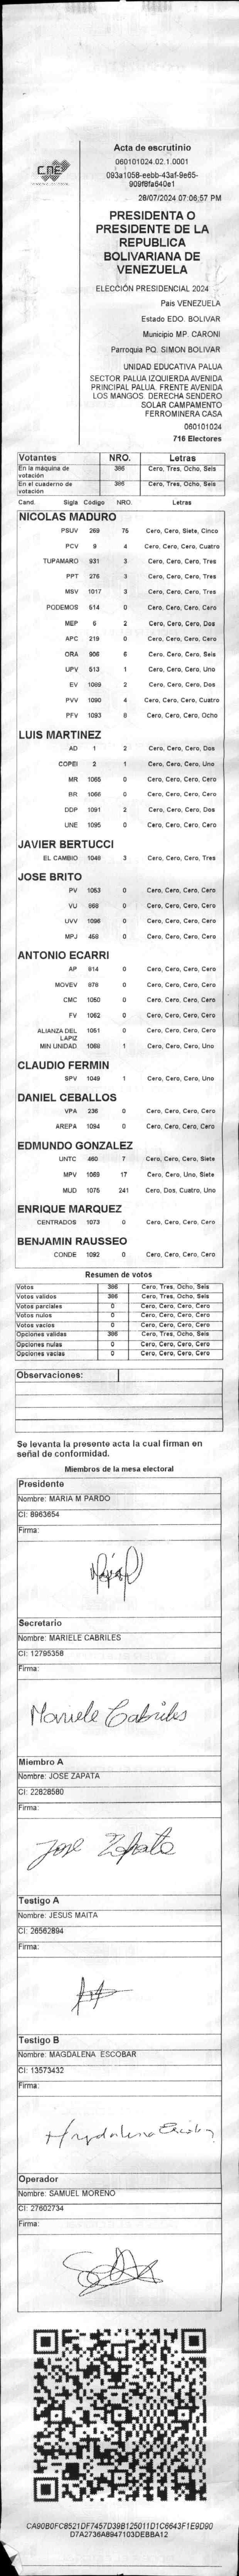 CNE
Acta de escrutinio
060101024.02.1.0001
093a1058-eebb-43af-9e65-
909f8fa640e1
28/07/2024 07:06:57 PM
PRESIDENTA O
PRESIDENTE DE LA
REPUBLICA
BOLIVARIANA DE
VENEZUELA
ELECCIÓN PRESIDENCIAL 2024
País VENEZUELA
Estado EDO. BOLIVAR
Municipio MP. CARONI
Parroquia PQ. SIMON BOLIVAR
UNIDAD EDUCATIVA PALUA
SECTOR PALUA IZQUIERDA AVENIDA
PRINCIPAL PALUA. FRENTE AVENIDA
LOS MANGOS. DERECHA SENDERO
SOLAR CAMPAMENTO
FERROMINERA CASA
060101024
716 Electores
Votantes NRO. Letras
En la máquina de votación 386 Cero, Tres, Ocho, Seis
En el cuaderno de votación 386 Cero, Tres, Ocho, Seis
Cand. Sigla Código NRO. Letras
NICOLAS MADURO
PSUV 269 75 Cero, Cero, Siete, Cinco
PCV 9 4 Cero, Cero, Cero, Cuatro
TUPAMARO 931 3 Cero, Cero, Cero, Tres
PPT 276 3 Cero, Cero, Cero, Tres
MSV 1017 3 Cero, Cero, Cero, Tres
PODEMOS 514 0 Cero, Cero, Cero, Cero
MEP 6 2 Cero, Cero, Cero, Dos
APC 219 0 Cero, Cero, Cero, Cero
ORA 906 6 Cero, Cero, Cero, Seis
UPV 513 1 Cero, Cero, Cero, Uno
EV 1089 2 Cero, Cero, Cero, Dos
PVV 1090 4 Cero, Cero, Cero, Cuatro
PFV 1093 8 Cero, Cero, Cero, Ocho
LUIS MARTINEZ
AD 1 2 Cero, Cero, Cero, Dos
COPEI 2 1 Cero, Cero, Cero, Uno
MR 1065 0 Cero, Cero, Cero, Cero
BR 1066 0 Cero, Cero, Cero, Cero
DDP 1091 2 Cero, Cero, Cero, Dos
UNE 1095 0 Cero, Cero, Cero, Cero
JAVIER BERTUCCI
EL CAMBIO 1048 3 Cero, Cero, Cero, Tres
JOSE BRITO
PV 1053 0 Cero, Cero, Cero, Cero
VU 868 0 Cero, Cero, Cero, Cero
UVV 1096 0 Cero, Cero, Cero, Cero
MPJ 458 0 Cero, Cero, Cero, Cero
ANTONIO ECARRI
AP 814 0 Cero, Cero, Cero, Cero
MOVEV 878 0 Cero, Cero, Cero, Cero
CMC 1050 0 Cero, Cero, Cero, Cero
FV 1062 0 Cero, Cero, Cero, Cero
ALIANZA DEL LAPIZ 1051 0 Cero, Cero, Cero, Cero
MIN UNIDAD 1068 1 Cero, Cero, Cero, Uno
CLAUDIO FERMIN
SPV 1049 1 Cero, Cero, Cero, Uno
DANIEL CEBALLOS
VPA 236 0 Cero, Cero, Cero, Cero
AREPA 1094 0 Cero, Cero, Cero, Cero
EDMUNDO GONZALEZ
UNTC 460 7 Cero, Cero, Cero, Siete
MPV 1069 17 Cero, Cero, Uno, Siete
MUD 1075 241 Cero, Dos, Cuatro, Uno
ENRIQUE MARQUEZ
CENTRADOS 1073 0 Cero, Cero, Cero, Cero
BENJAMIN RAUSSEO
CONDE 1092 0 Cero, Cero, Cero, Cero
Resumen de votos
Votos 386 Cero, Tres, Ocho, Seis
Votos validos 386 Cero, Tres, Ocho, Seis
Votos parciales 0 Cero, Cero, Cero, Cero
Votos nulos 0 Cero, Cero, Cero, Cero
Votos vacios 0 Cero, Cero, Cero, Cero
Opciones validas 386 Cero, Tres, Ocho, Seis
Opciones nulas 0 Cero, Cero, Cero, Cero
Opciones vacias 0 Cero, Cero, Cero, Cero
Observaciones:
Se levanta la presente acta la cual firman en
señal de conformidad.
Miembros de la mesa electoral
Presidente
Nombre: MARIA M PARDO
CI: 8963654
Firma:
Secretario
Nombre: MARIELE CABRILES
CI: 12795358
Firma:
Mariele Cabriles
Miembro A
Nombre: JOSE ZAPATA
CI: 22828580
Firma:
Jose Zapata
Testigo A
Nombre: JESUS MAITA
CI: 26562894
Firma:
Testigo B
Nombre: MAGDALENA ESCOBAR
CI: 13573432
Firma:
Magdalena Escobar
Operador
Nombre: SAMUEL MORENO
CI: 27602734
Firma:
CA90B0FC8521DF7457D39B125011D1C6643F1E9D90
D7A2736A8947103DEBBA12